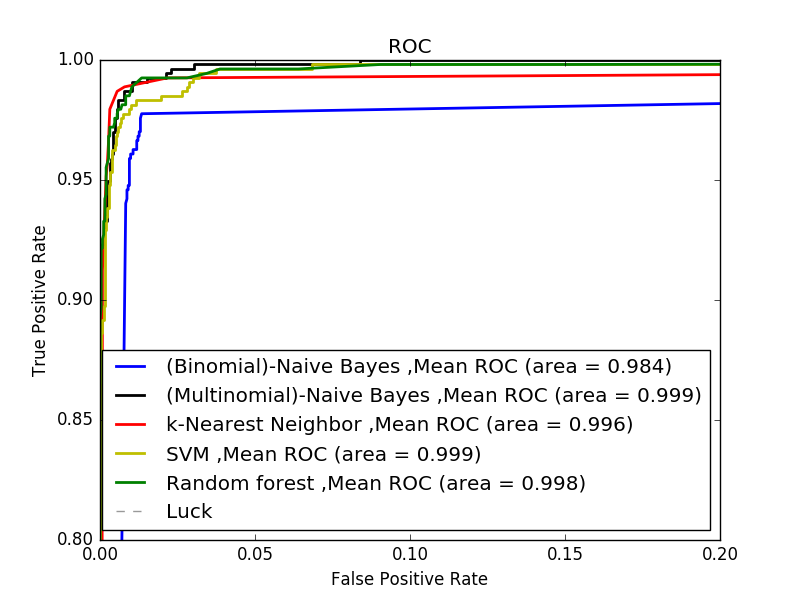 ROC
1.00
0.95
0.90
0.85
0.80
True Positive Rate
(Binomial)-Naive Bayes ,Mean ROC (area = 0.984)
(Multinomial)-Naive Bayes ,Mean ROC (area = 0.999)
k-Nearest Neighbor ,Mean ROC (area = 0.996)
SVM ,Mean ROC (area = 0.999)
Random forest ,Mean ROC (area = 0.998)
Luck
0.00 0.05 0.10 0.15 0.20
False Positive Rate